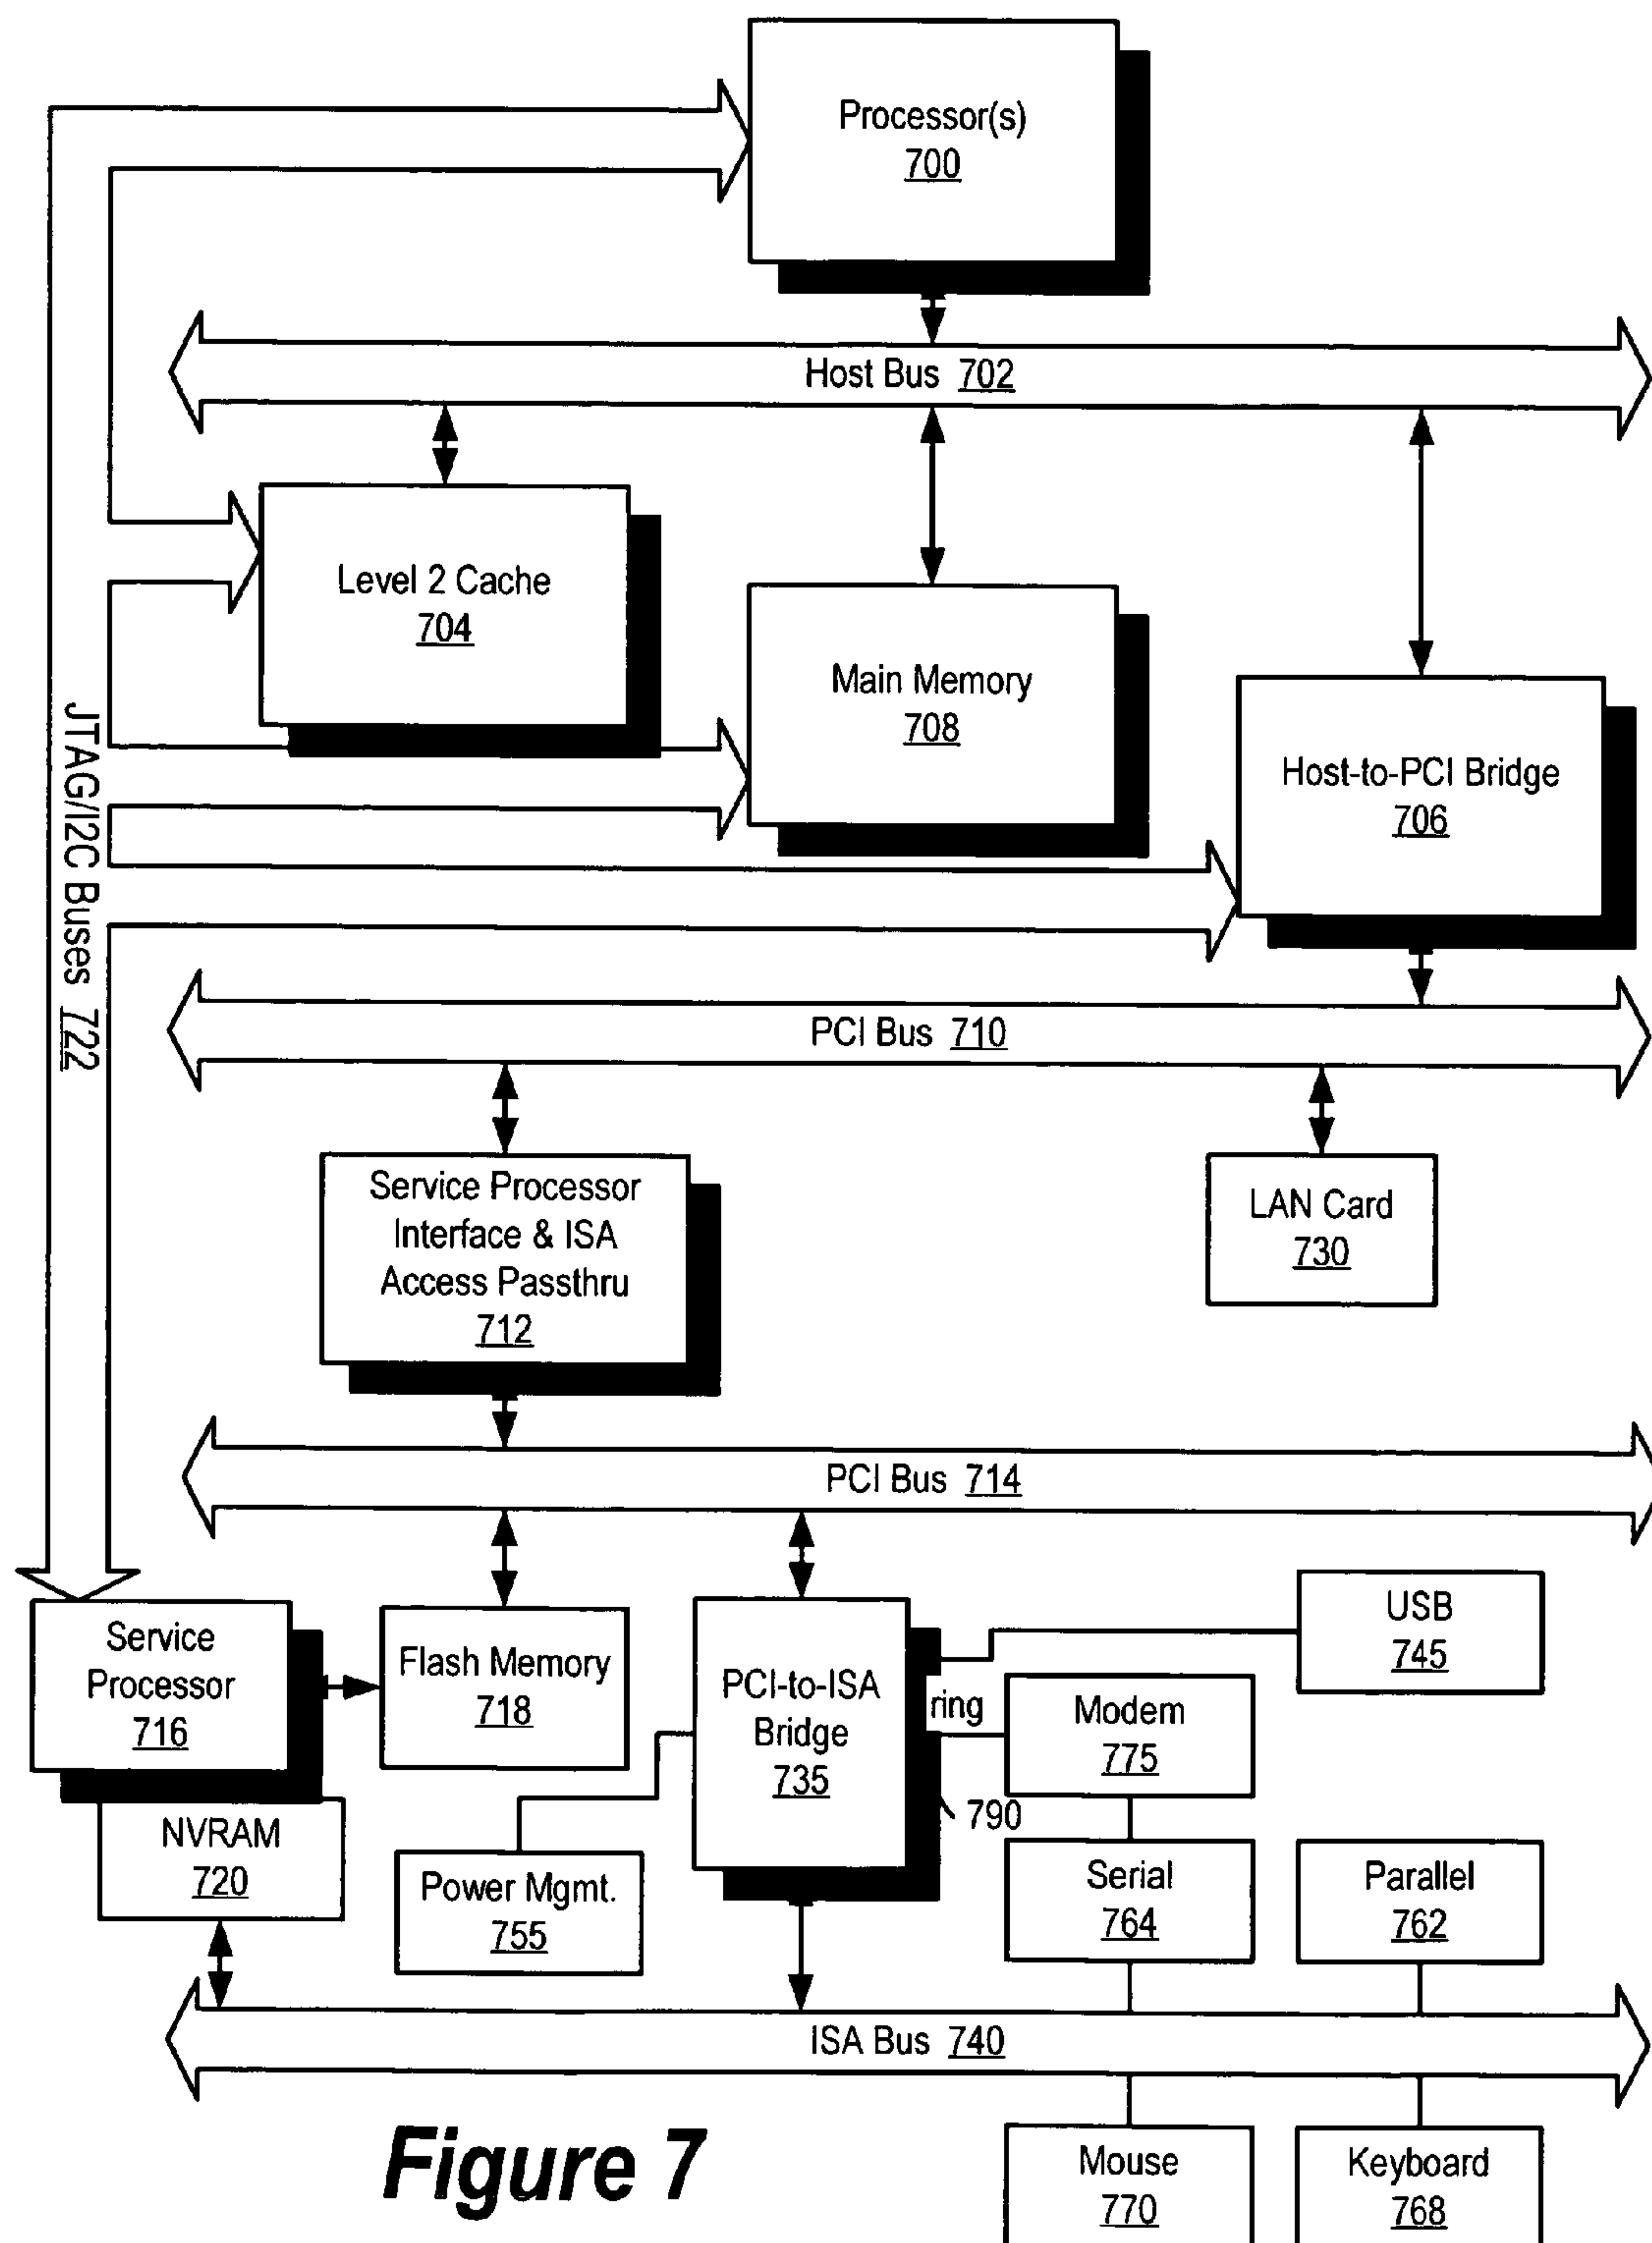 Processor(s)
700
Host Bus 702
Level 2 Cache
704
Main Memory
708
Host-to-PCI Bridge
706
JTAG/I2C Buses 722
PCI Bus 710
Service Processor
Interface & ISA
Access Passthru
712
LAN Card
730
PCI Bus 714
Service
Processor
716
Flash Memory
718
PCI-to-ISA
Bridge
735
USB
745
ring
Modem
775
790
NVRAM
720
Power Mgmt.
755
Serial
764
Parallel
762
ISA Bus 740
Mouse
770
Keyboard
768
Figure 7